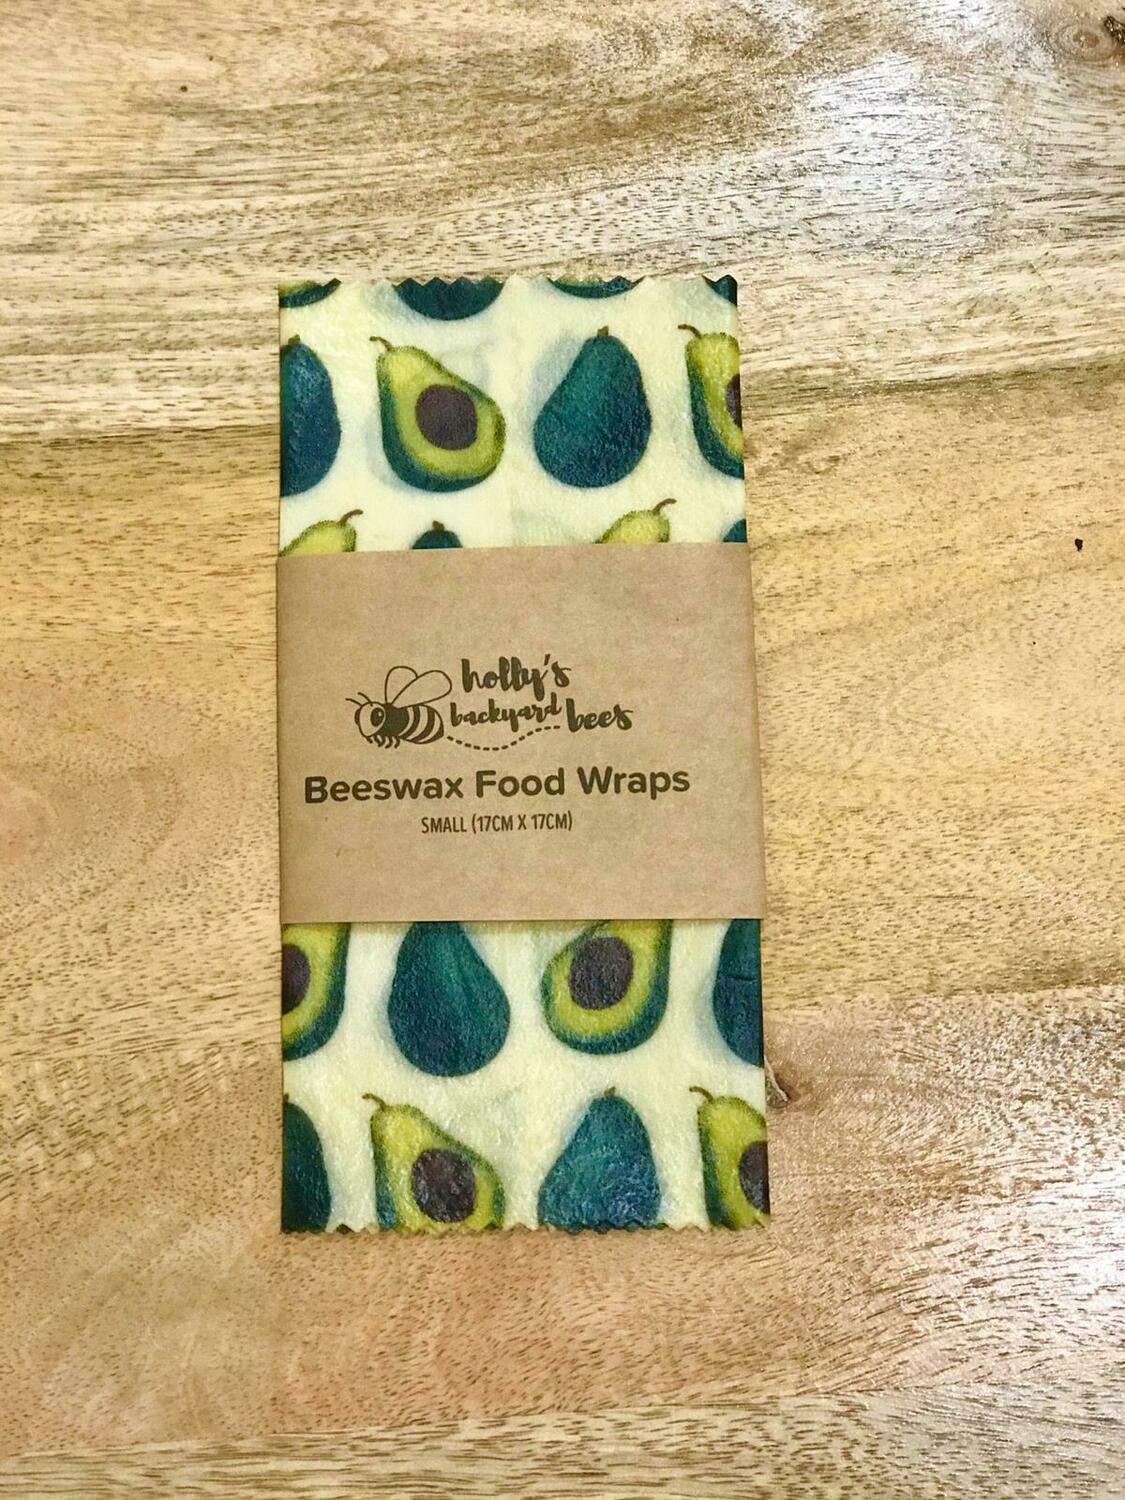 holly's
backyard bees
Beeswax Food Wraps
SMALL (17CM X 17CM)